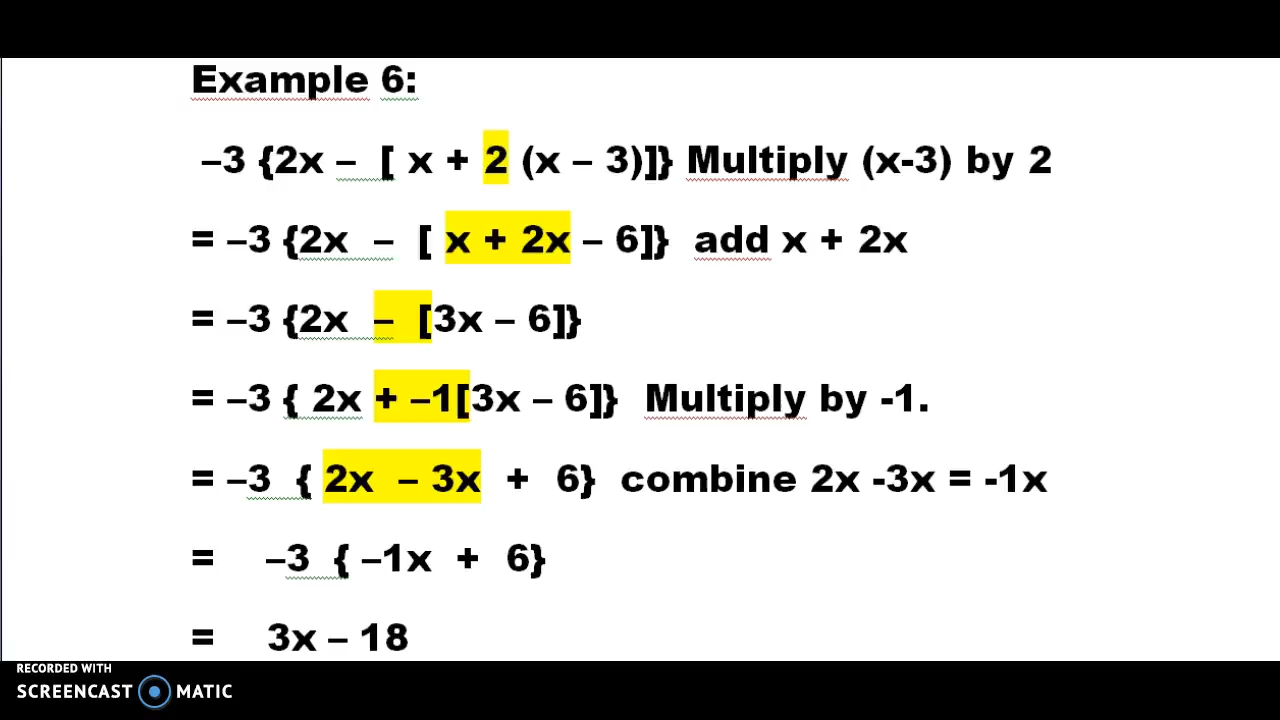 Example 6:
–3 {2x – [ x + 2 (x – 3)]} Multiply (x-3) by 2
= –3 {2x – [ x + 2x – 6]} add x + 2x
= –3 {2x – [3x – 6]}
= –3 { 2x + –1[3x – 6]} Multiply by -1.
= –3 { 2x – 3x + 6} combine 2x -3x = -1x
= –3 { –1x + 6}
= 3x – 18
RECORDED WITH
SCREENCAST MATIC